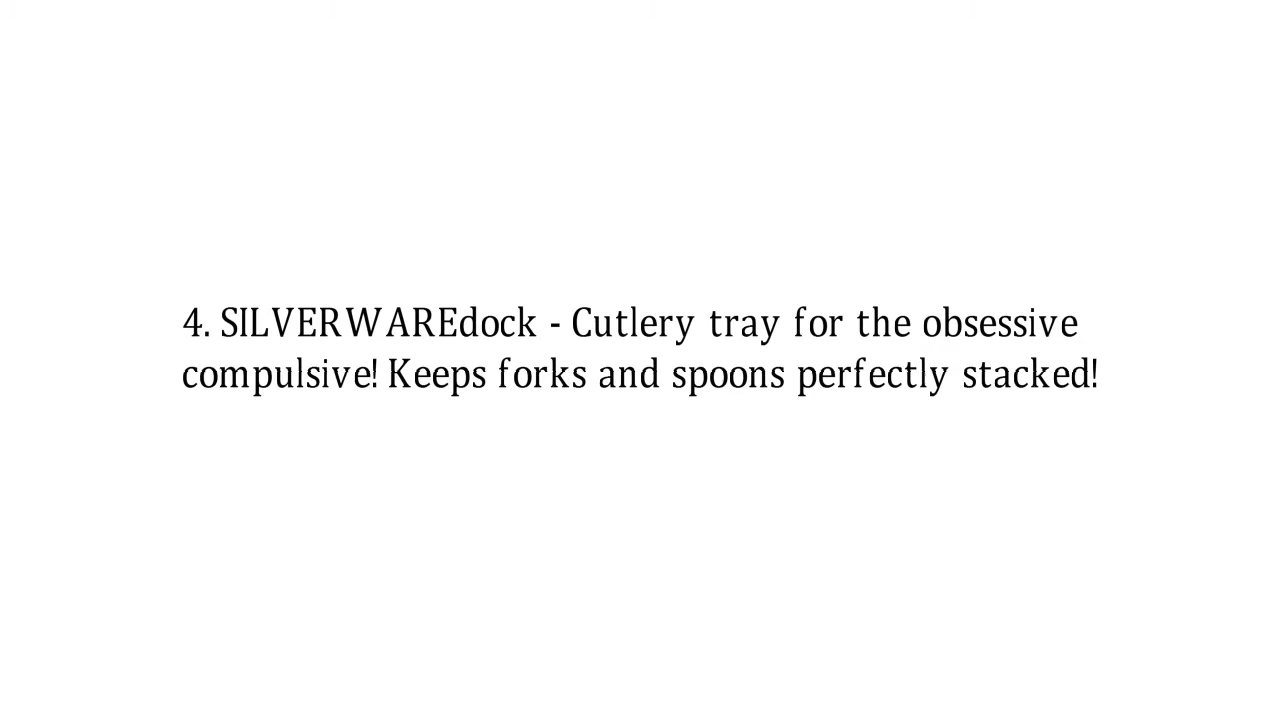 4. SILVERWAREdock - Cutlery tray for the obsessive
compulsive! Keeps forks and spoons perfectly stacked!